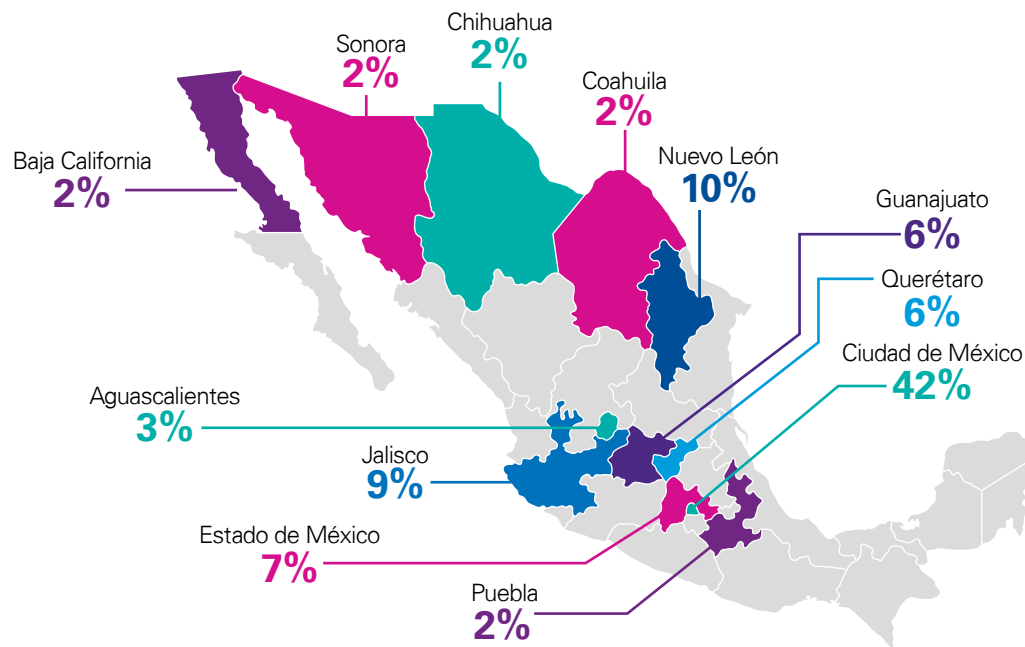 Chihuahua
2%
Sonora
2%
Coahuila
2%
Baja California
2%
Nuevo León
10%
Guanajuato
6%
Querétaro
6%
Ciudad de México
42%
Aguascalientes
3%
Jalisco
9%
Estado de México
7%
Puebla
2%